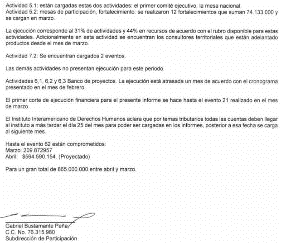 Actividad 5.1: están cargadas estas dos actividades: el primer comité ejecutivo, la mesa nacional.
Actividad 5.2: mesas de participación, fortalecimiento: se realizaron 12 fortalecimientos que suman 74.133.000 y
se cargan en marzo.
La ejecución corresponde al 31% de actividades y 44% en recursos de acuerdo con el rubro disponible para estas
actividades. Adicionalmente en esta actividad se encuentran los consultores territoriales que están adelantando
productos desde el mes de marzo.
Actividad 7.2: Se encuentran cargados 2 eventos.
Las demás actividades no presentan ejecución para este período
Actividades 6.1, 6.2 y 6.3 Banco de proyectos. La ejecución está atrasada un mes de acuerdo con el cronograma
presentado en el mes de febrero.
El primer corte de ejecución financiera para el presente informe se hace hasta el evento 21 realizado en el mes
de marzo.
El Instituto Interamericano de Derechos Humanos aclara que por temas tributarios todas las cuentas deben llegar
al instituto a más tardar el día 25 del mes para poder ser cargadas en los informes, posterior a esa fecha se carga
al siguiente mes.
Hasta el evento 52 están comprometidos:
Marzo: 209.872957
Abril: $564.590.154 (Proyectado)
Para un gran total de 665.000.000 entre abril y marzo.
Gabriel Bustamante Peña
C.C. No. 76.315.980
Subdirección de Participación